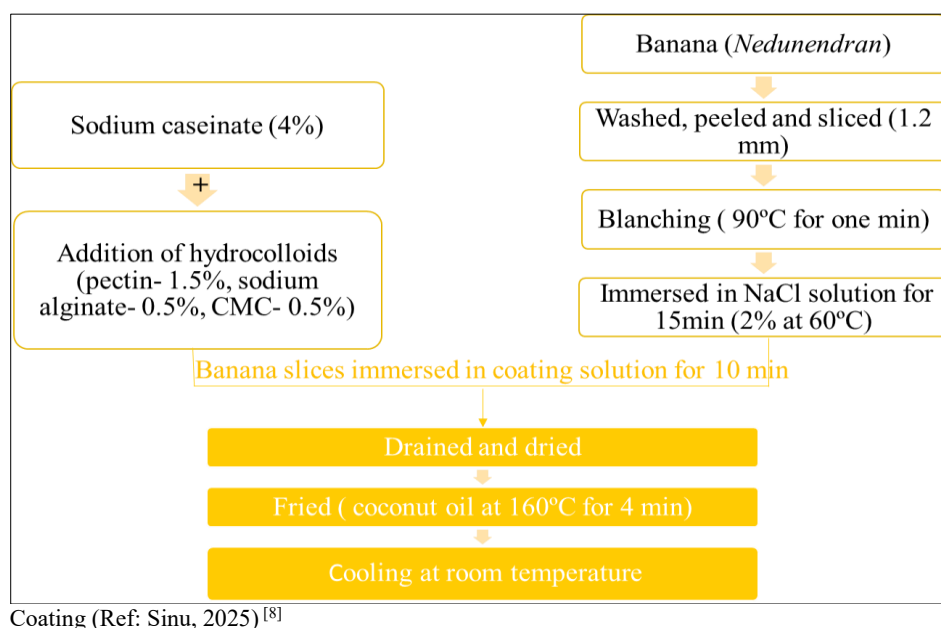 Sodium caseinate (4%)
+
Addition of hydrocolloids
(pectin- 1.5%, sodium
alginate- 0.5%, CMC- 0.5%)
Banana (Nedunendran)
Washed, peeled and sliced (1.2
mm)
Blanching ( 90ºC for one min)
Immersed in NaCl solution for
15min (2% at 60ºC)
Banana slices immersed in coating solution for 10 min
Drained and dried
Fried ( coconut oil at 160ºC for 4 min)
Cooling at room temperature
Coating (Ref: Sinu, 2025) [8]